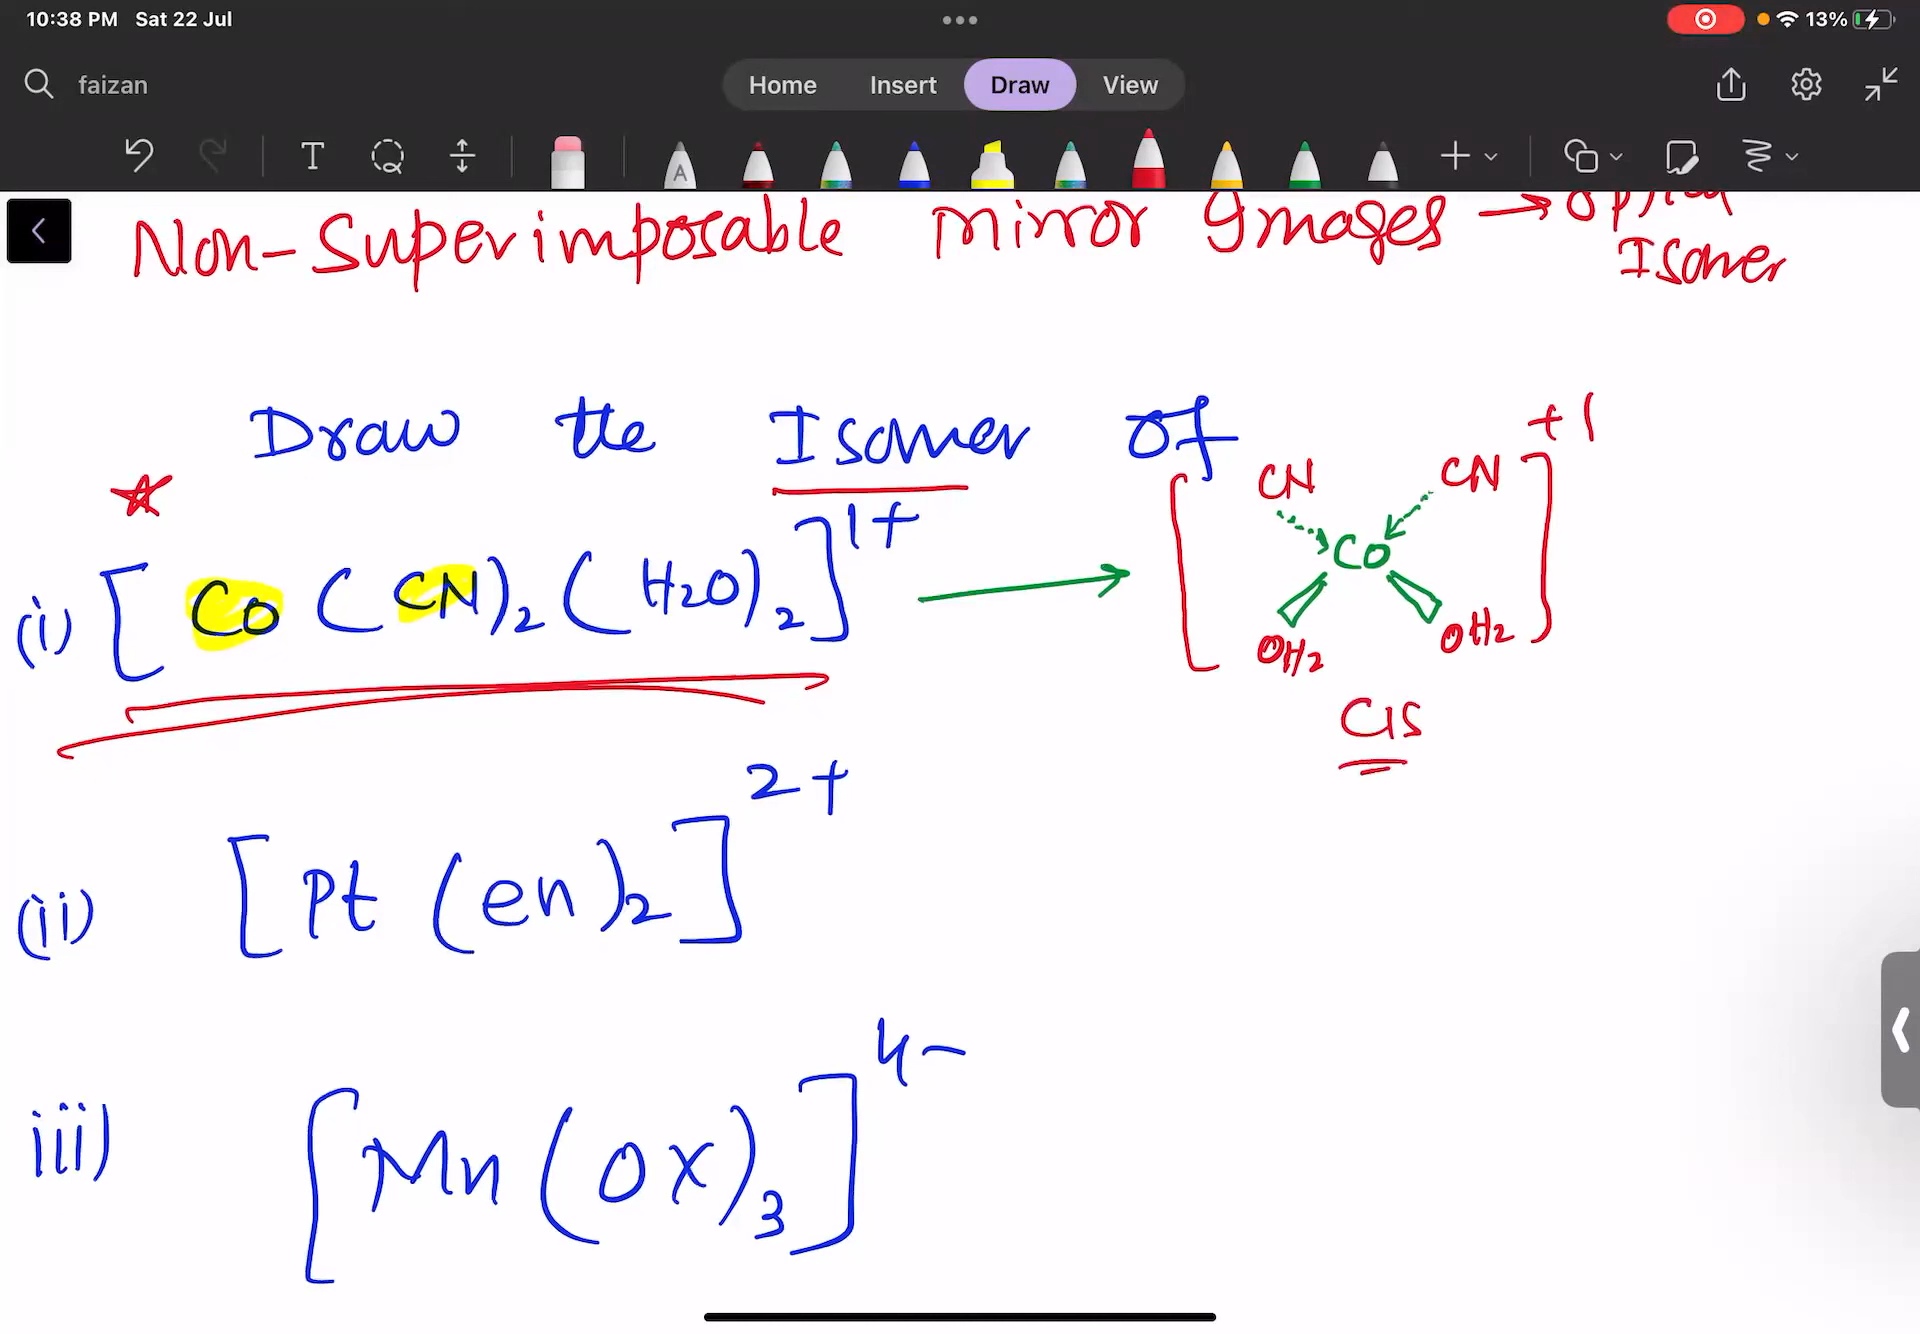 10:38 PM Sat 22 Jul
13%
faizan
Home Insert Draw View
T
A
Non-Superimposable mirror Images → Optical
Isomer
Draw the Isomer of
(i) [Co(CN)2(H2O)2]1+ → [CN CN
Co
OH2 OH2]+1
Cis
(ii) [Pt(en)2]2+
iii) [Mn(ox)3]4-